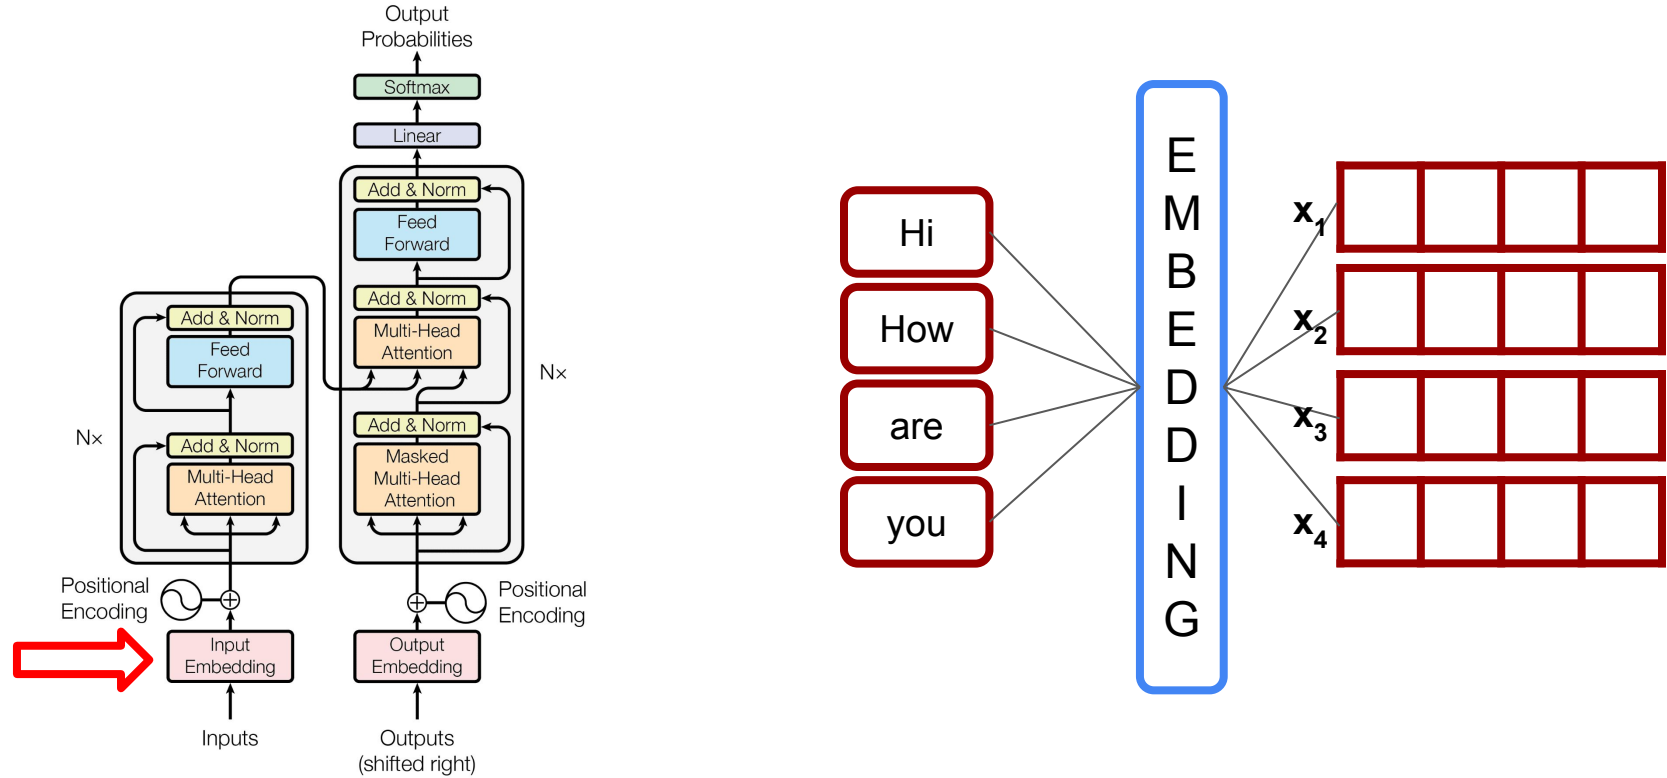 Output
Probabilities
Softmax
Linear
Add & Norm
Feed
Forward
Add & Norm
Multi-Head
Attention
Nx
Add & Norm
Masked
Multi-Head
Attention
Add & Norm
Feed
Forward
Nx
Add & Norm
Multi-Head
Attention
Positional
Encoding
Positional
Encoding
Input
Embedding
Output
Embedding
Inputs
Outputs
(shifted right)
Hi
How
are
you
EMBEDDING
x1
x2
x3
x4